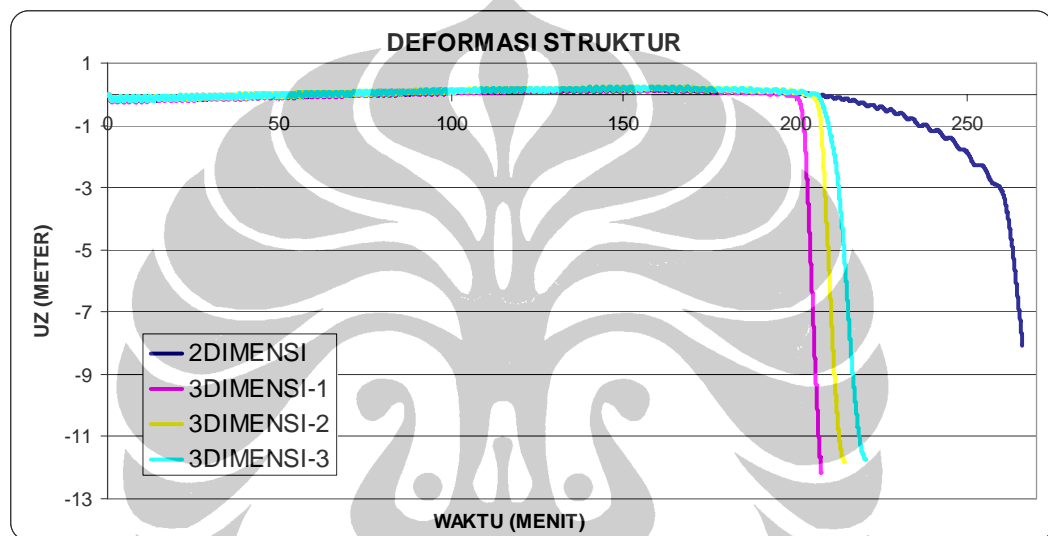 DEFORMASI STRUKTUR
1
-1
-3
-5
-7
-9
-11
-13
0 50 100 150 200 250
UZ (METER)
WAKTU (MENIT)
2DIMENSI
3DIMENSI-1
3DIMENSI-2
3DIMENSI-3